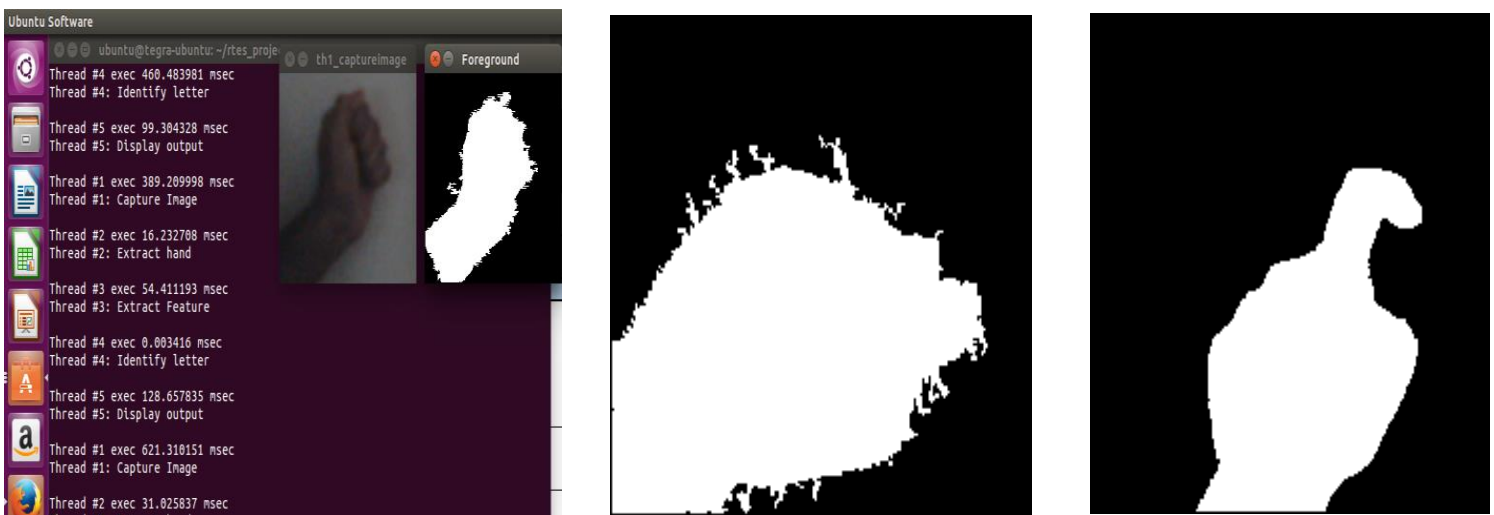 Ubuntu Software
ubuntu@tegra-ubuntu: ~/rtes_proje
th1_captureimage
Foreground
Thread #4 exec 460.483981 msec
Thread #4: Identify letter
Thread #5 exec 99.304328 msec
Thread #5: Display output
Thread #1 exec 389.209998 msec
Thread #1: Capture Image
Thread #2 exec 16.232708 msec
Thread #2: Extract hand
Thread #3 exec 54.411193 msec
Thread #3: Extract Feature
Thread #4 exec 0.003416 msec
Thread #4: Identify letter
Thread #5 exec 128.657835 msec
Thread #5: Display output
Thread #1 exec 621.310151 msec
Thread #1: Capture Image
Thread #2 exec 31.025837 msec